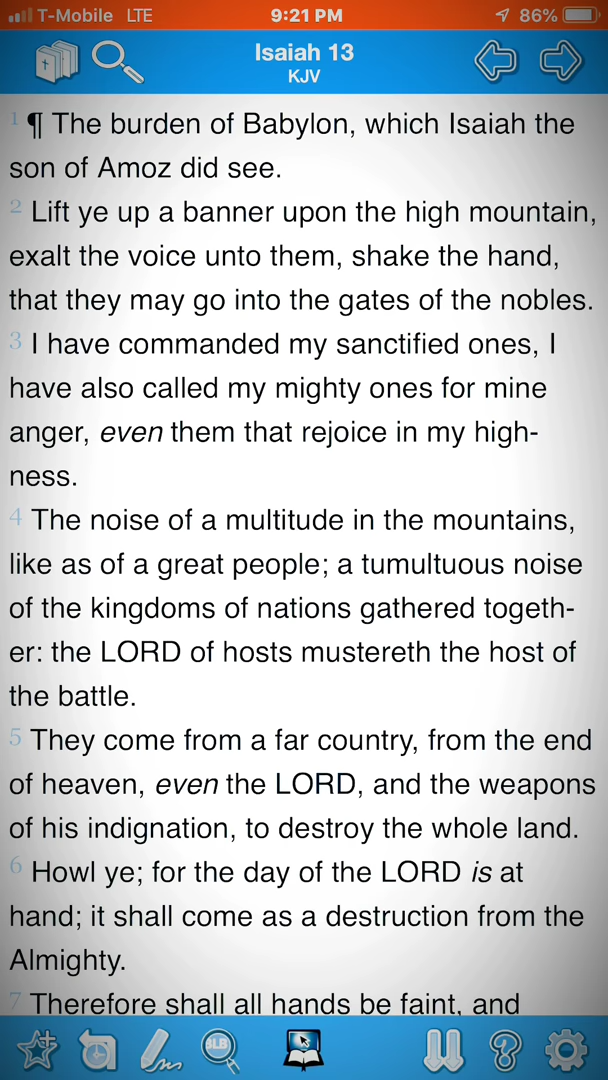 T-Mobile LTE 9:21 PM 86%
Isaiah 13
KJV
1 ¶ The burden of Babylon, which Isaiah the
son of Amoz did see.
2 Lift ye up a banner upon the high mountain,
exalt the voice unto them, shake the hand,
that they may go into the gates of the nobles.
3 I have commanded my sanctified ones, I
have also called my mighty ones for mine
anger, even them that rejoice in my high-
ness.
4 The noise of a multitude in the mountains,
like as of a great people; a tumultuous noise
of the kingdoms of nations gathered togeth-
er: the LORD of hosts mustereth the host of
the battle.
5 They come from a far country, from the end
of heaven, even the LORD, and the weapons
of his indignation, to destroy the whole land.
6 Howl ye; for the day of the LORD is at
hand; it shall come as a destruction from the
Almighty.
7 Therefore shall all hands be faint, and
BLB